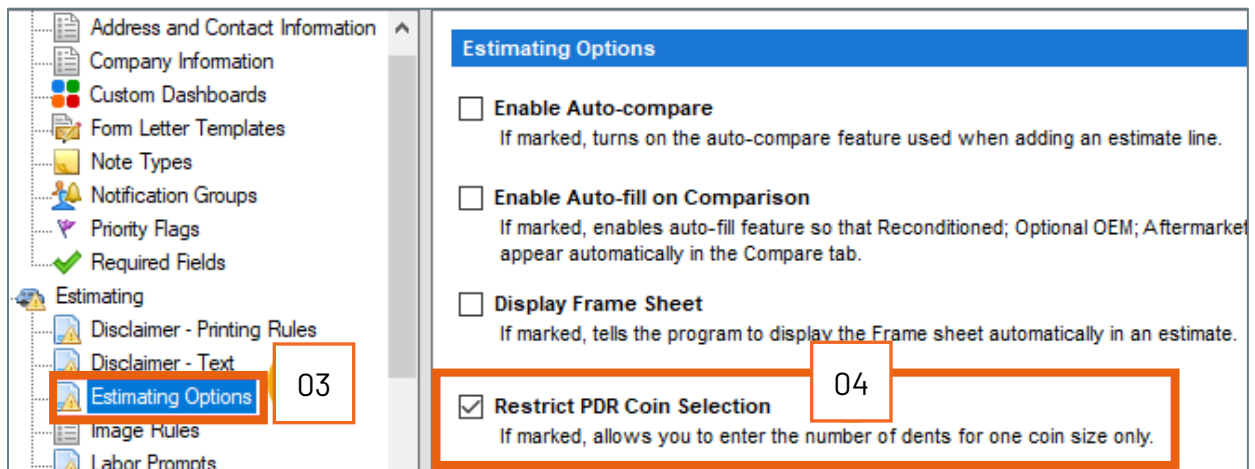 Address and Contact Information
Company Information
Custom Dashboards
Form Letter Templates
Note Types
Notification Groups
Priority Flags
Required Fields
Estimating
Disclaimer - Printing Rules
Disclaimer - Text
Estimating Options
03
Image Rules
Labor Prompts
Estimating Options
Enable Auto-compare
If marked, turns on the auto-compare feature used when adding an estimate line.
Enable Auto-fill on Comparison
If marked, enables auto-fill feature so that Reconditioned; Optional OEM; Aftermarket
appear automatically in the Compare tab.
Display Frame Sheet
If marked, tells the program to display the Frame sheet automatically in an estimate.
04
Restrict PDR Coin Selection
If marked, allows you to enter the number of dents for one coin size only.